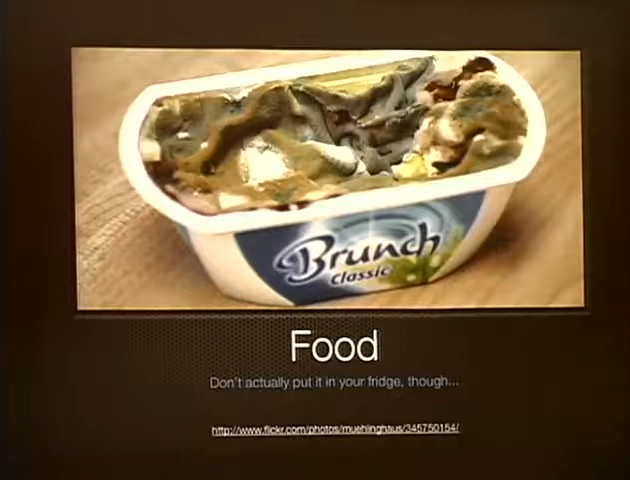 Brunch
Classic
Food
Don't actually put it in your fridge, though...
http://www.flickr.com/photos/muehlinghaus/345750154/